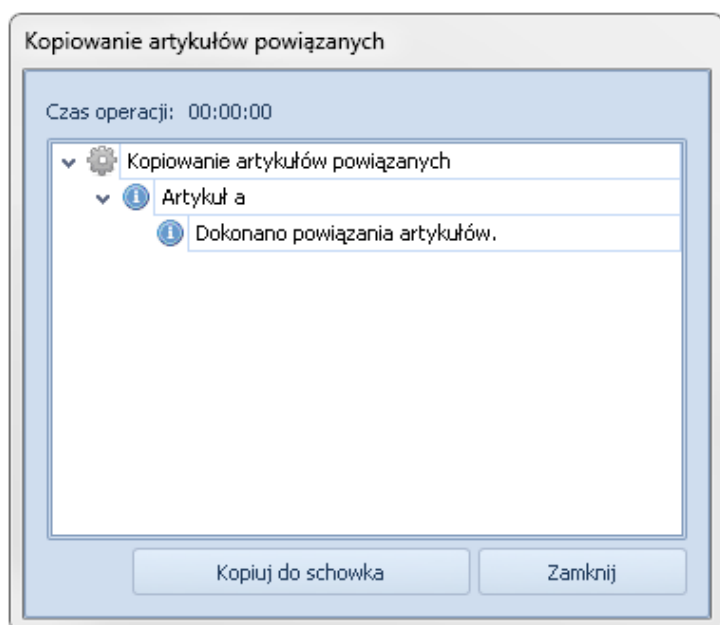 Kopiowanie artykułów powiązanych
Czas operacji: 00:00:00
Kopiowanie artykułów powiązanych
Artykuł a
Dokonano powiązania artykułów.
Kopiuj do schowka
Zamknij